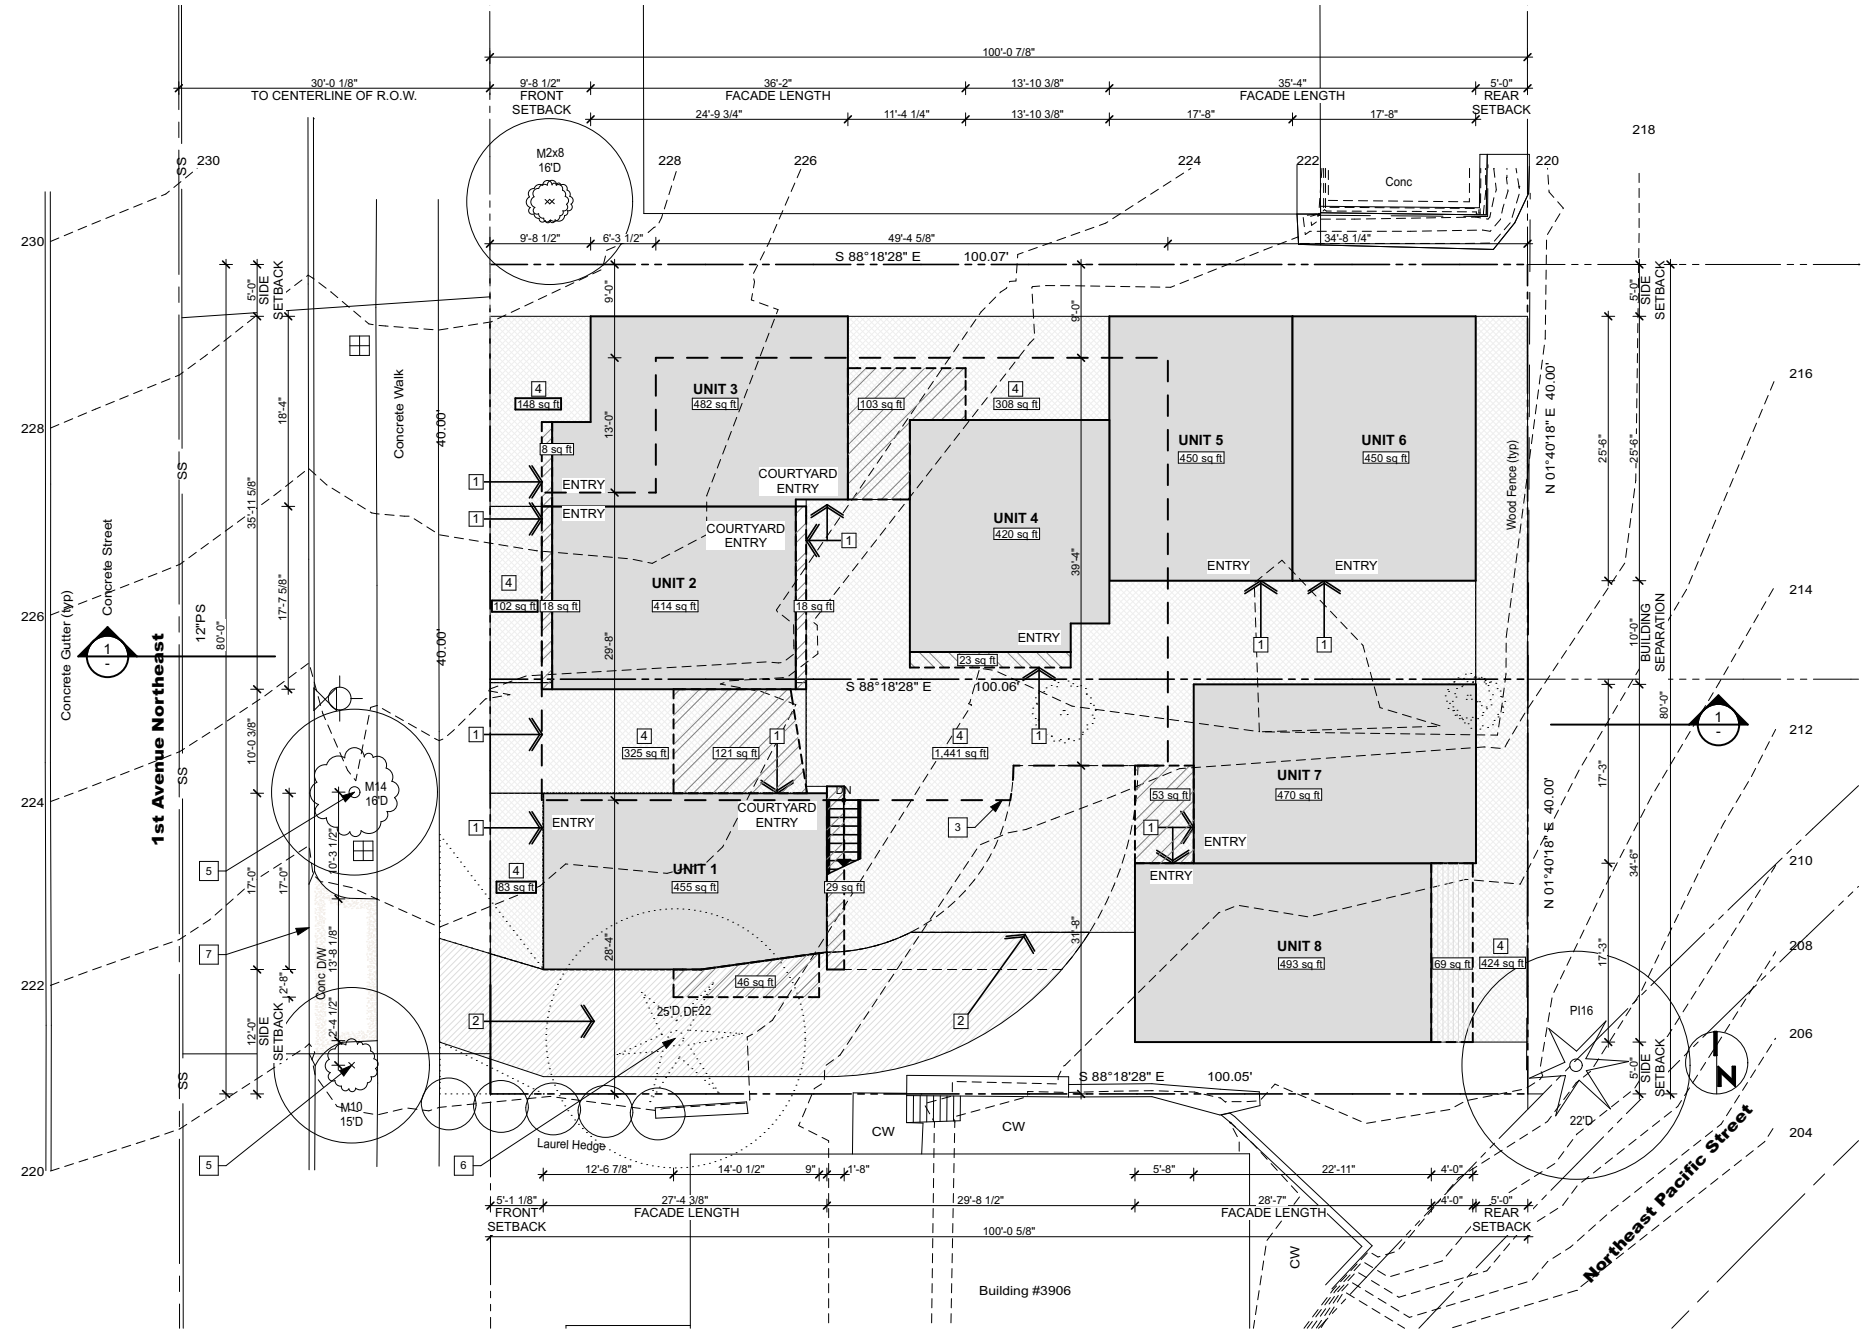 100'-0 7/8"
30'-0 1/8"
TO CENTERLINE OF R.O.W.
9'-8 1/2"
FRONT
SETBACK
36'-2"
FACADE LENGTH
13'-10 3/8"
35'-4"
FACADE LENGTH
5'-0"
REAR
SETBACK
24'-9 3/4"
11'-4 1/4"
13'-10 3/8"
17'-8"
17'-8"
218
SS
230
M2x8
16'D
228
226
224
222
220
Conc
230
9'-8 1/2"
6'-3 1/2"
49'-4 5/8"
34'-8 1/4"
S 88°18'28" E
100.07'
5'-0"
SIDE
SETBACK
9'-0"
9'-0"
5'-0"
SIDE
SETBACK
216
Concrete Walk
40.00'
18'-4"
4
148 sq ft
UNIT 3
482 sq ft
103 sq ft
4
308 sq ft
13'-0"
8 sq ft
UNIT 5
450 sq ft
UNIT 6
450 sq ft
Wood Fence (typ)
N 01°40'18" E 40.00'
25'-6"
25'-6"
228
SS
35'-11 5/8"
1
ENTRY
COURTYARD
ENTRY
1
ENTRY
COURTYARD
ENTRY
1
UNIT 4
420 sq ft
39'-4"
Concrete Street
Concrete Gutter (typ)
226
12"PS
80'-0"
17'-7 5/8"
4
102 sq ft
18 sq ft
UNIT 2
414 sq ft
18 sq ft
ENTRY
ENTRY
ENTRY
214
10'-0"
BUILDING
SEPARATION
1
-
1st Avenue Northeast
40.00'
29'-8"
23 sq ft
1
1
S 88°18'28" E
100.06'
80'-0"
212
1
-
10'-0 3/8"
1
4
325 sq ft
121 sq ft
1
4
1,441 sq ft
1
17'-3"
SS
M14
16'D
224
DN
UNIT 7
470 sq ft
53 sq ft
N 01°40'18" E 40.00'
1
ENTRY
COURTYARD
ENTRY
3
1
ENTRY
10'-3 1/2"
5
4
83 sq ft
UNIT 1
455 sq ft
29 sq ft
ENTRY
210
17'-0"
17'-0"
34'-6"
7
Conc D/W
13'-8 1/8"
28'-4"
31'-8"
UNIT 8
493 sq ft
69 sq ft
4
424 sq ft
17'-3"
208
222
2'-8"
46 sq ft
25'D DF22
2
2
PI16
12'-0"
SIDE
SETBACK
2'-4 1/2"
206
N
SS
5'-0"
SIDE
SETBACK
S 88°18'28" E
100.05'
M10
15'D
22'D
CW
CW
Laurel Hedge
204
220
5
6
12'-6 7/8"
14'-0 1/2"
9"
1'-8"
5'-8"
22'-11"
4'-0"
5'-1 1/8"
FRONT
SETBACK
27'-4 3/8"
FACADE LENGTH
29'-8 1/2"
28'-7"
FACADE LENGTH
4'-0"
5'-0"
REAR
SETBACK
100'-0 5/8"
CW
Northeast Pacific Street
Building #3906